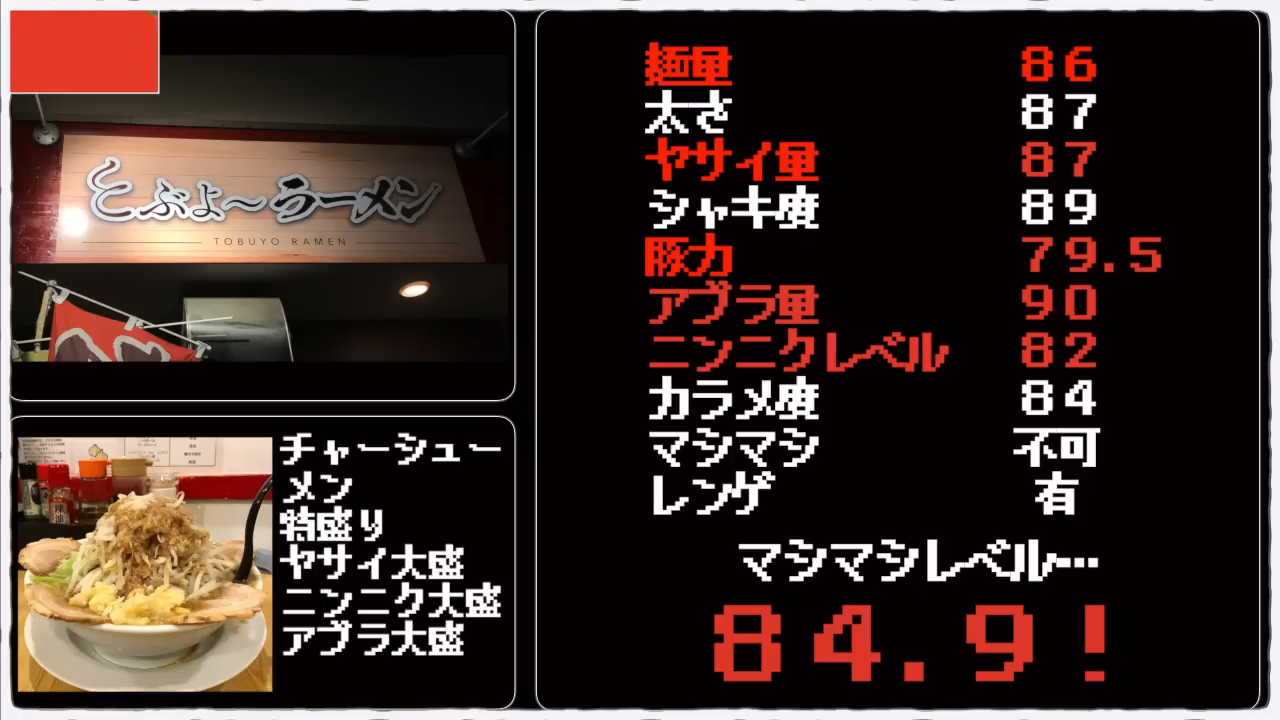 とぶよ～ラーメン
TOBUYO RAMEN
チャーシュー
メン
特盛り
ヤサイ大盛
ニンニク大盛
アブラ大盛
麺量 86
太さ 87
ヤサイ量 87
シャキ度 89
豚力 79.5
アブラ量 90
ニンニクレベル 82
カラメ度 84
マシマシ 不可
レンゲ 有
マシマシレベル…
84.9!